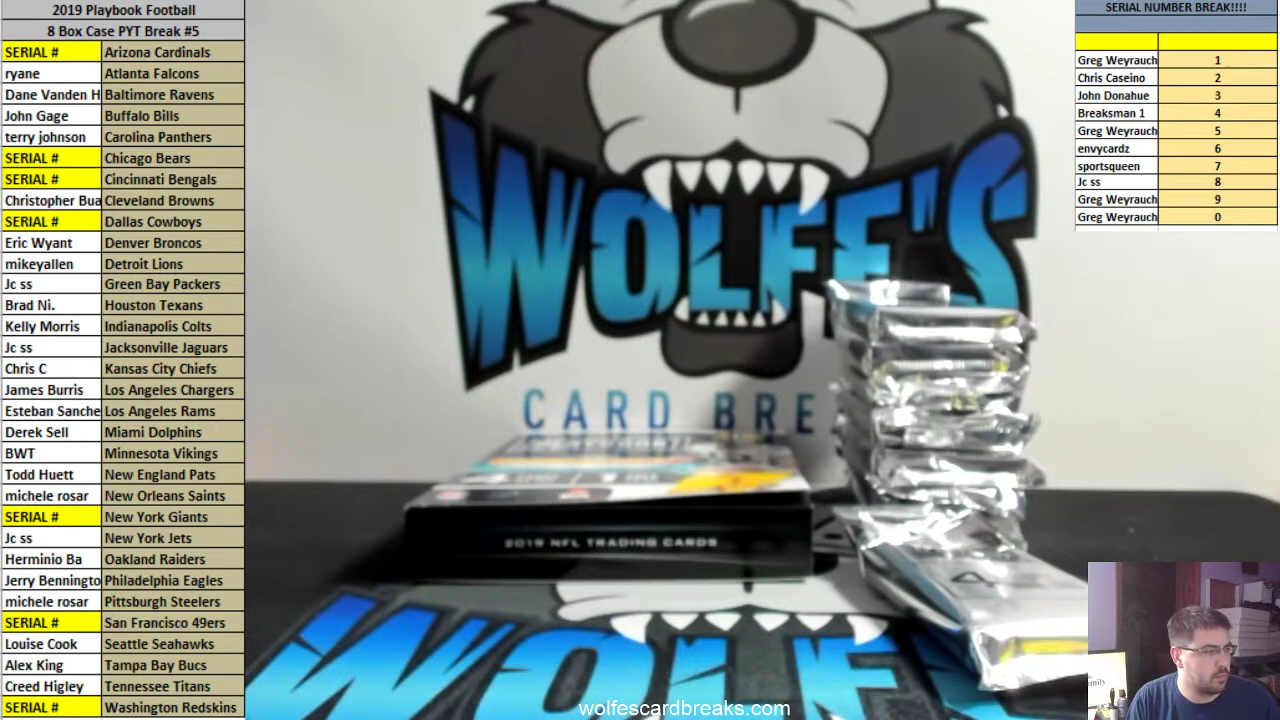 2019 Playbook Football
8 Box Case PYT Break #5
SERIAL # Arizona Cardinals
ryane Atlanta Falcons
Dane Vanden H Baltimore Ravens
John Gage Buffalo Bills
terry johnson Carolina Panthers
SERIAL # Chicago Bears
SERIAL # Cincinnati Bengals
Christopher Bua Cleveland Browns
SERIAL # Dallas Cowboys
Eric Wyant Denver Broncos
mikeyallen Detroit Lions
Jc ss Green Bay Packers
Brad Ni. Houston Texans
Kelly Morris Indianapolis Colts
Jc ss Jacksonville Jaguars
Chris C Kansas City Chiefs
James Burris Los Angeles Chargers
Esteban Sanche Los Angeles Rams
Derek Sell Miami Dolphins
BWT Minnesota Vikings
Todd Huett New England Pats
michele rosar New Orleans Saints
SERIAL # New York Giants
Jc ss New York Jets
Herminio Ba Oakland Raiders
Jerry Benningto Philadelphia Eagles
michele rosar Pittsburgh Steelers
SERIAL # San Francisco 49ers
Louise Cook Seattle Seahawks
Alex King Tampa Bay Bucs
Creed Higley Tennessee Titans
SERIAL # Washington Redskins
WOLFE'S
CARD BRE
2019 NFL TRADING CARDS
WOLF
wolfescardbreaks.com
SERIAL NUMBER BREAK!!!!
Greg Weyrauch 1
Chris Caseino 2
John Donahue 3
Breaksman 1 4
Greg Weyrauch 5
envycardz 6
sportsqueen 7
Jc ss 8
Greg Weyrauch 9
Greg Weyrauch 0